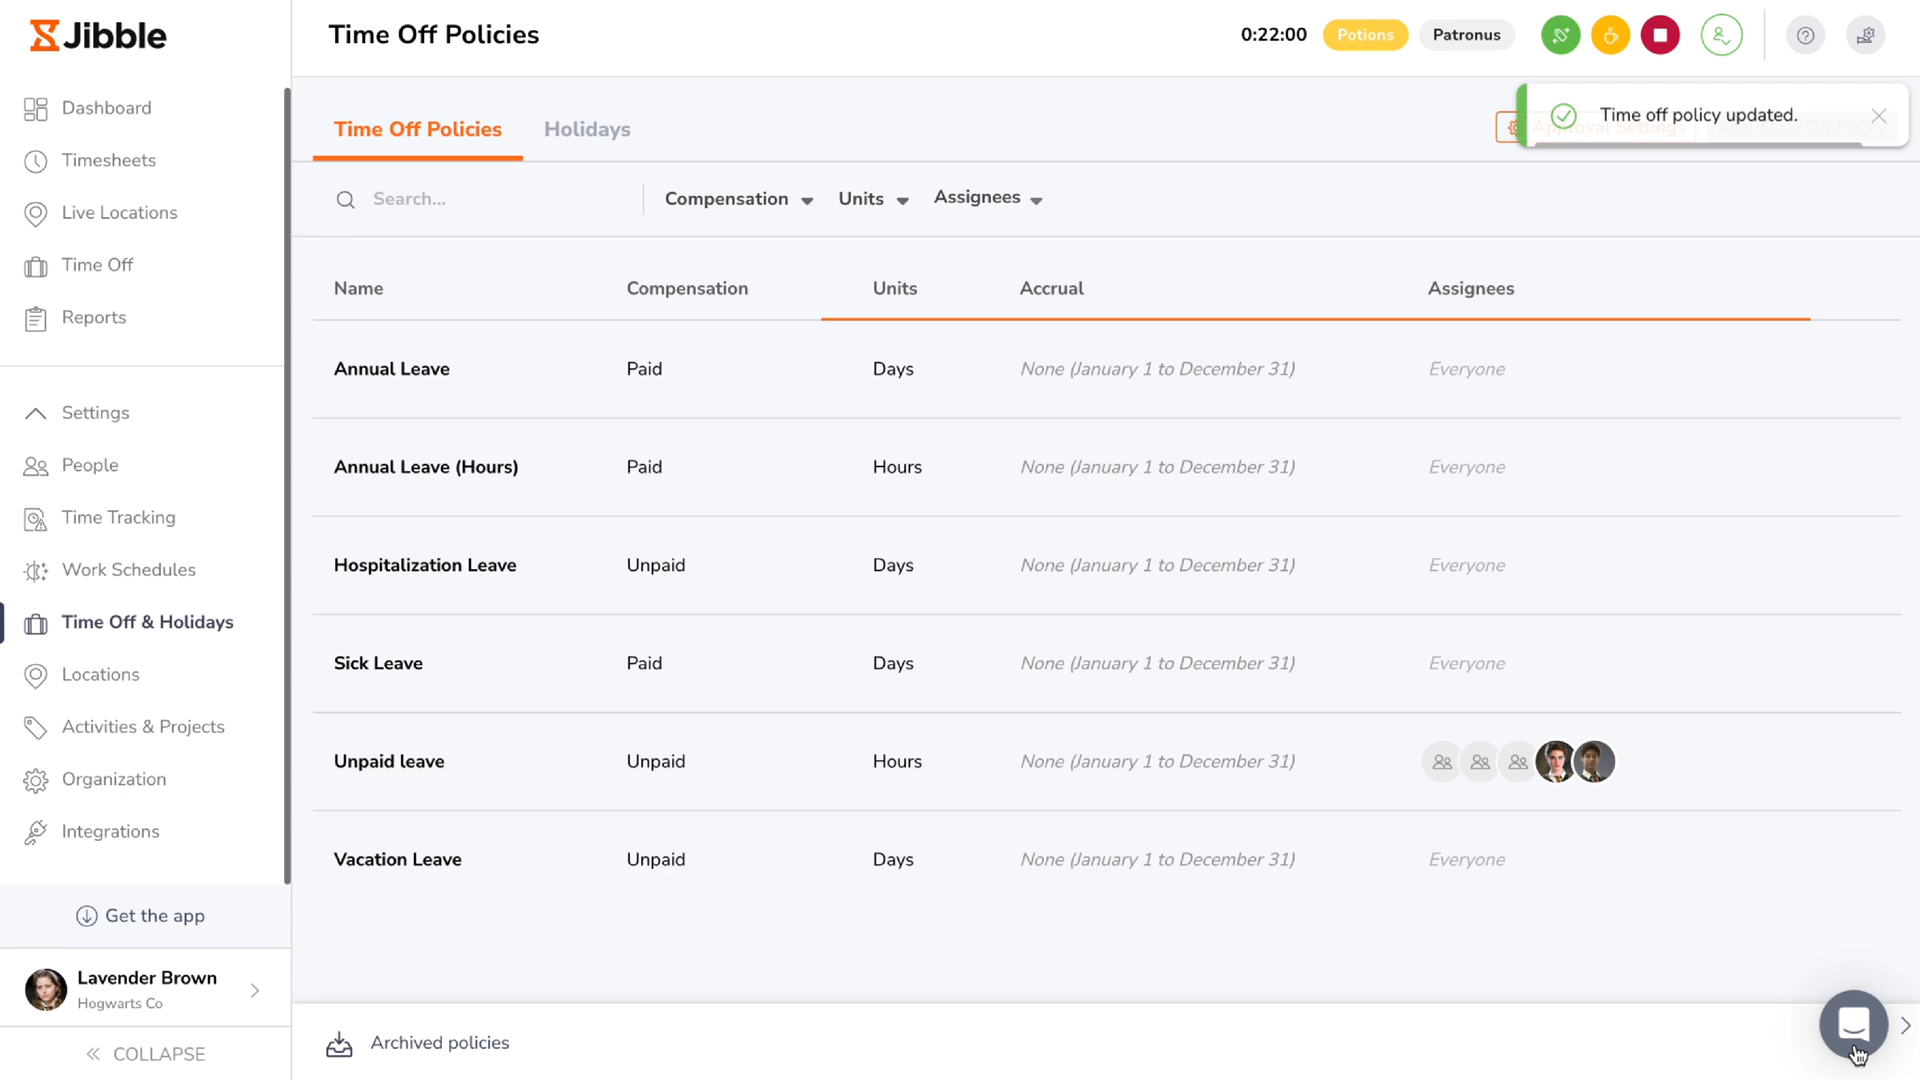 Jibble
Time Off Policies
0:22:00
Potions
Patronus
Dashboard
Timesheets
Live Locations
Time Off
Reports
Settings
People
Time Tracking
Work Schedules
Time Off & Holidays
Locations
Activities & Projects
Organization
Integrations
Get the app
Lavender Brown
Hogwarts Co
COLLAPSE
Time Off Policies
Holidays
Approval Settings
Time off policy updated.
Search...
Compensation
Units
Assignees
Name Compensation Units Accrual Assignees
Annual Leave Paid Days None (January 1 to December 31) Everyone
Annual Leave (Hours) Paid Hours None (January 1 to December 31) Everyone
Hospitalization Leave Unpaid Days None (January 1 to December 31) Everyone
Sick Leave Paid Days None (January 1 to December 31) Everyone
Unpaid leave Unpaid Hours None (January 1 to December 31)
Vacation Leave Unpaid Days None (January 1 to December 31) Everyone
Archived policies